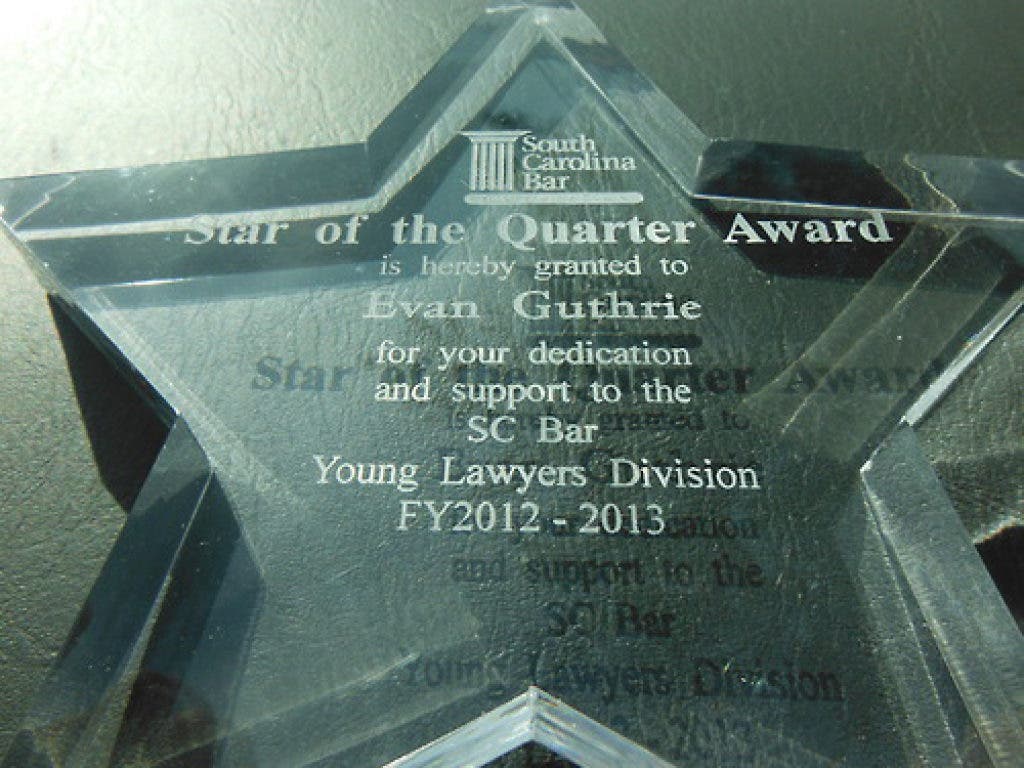 South
Carolina
Bar
Star of the Quarter Award
is hereby granted to
Evan Guthrie
for your dedication
and support to the
SC Bar
Young Lawyers Division
FY2012 - 2013